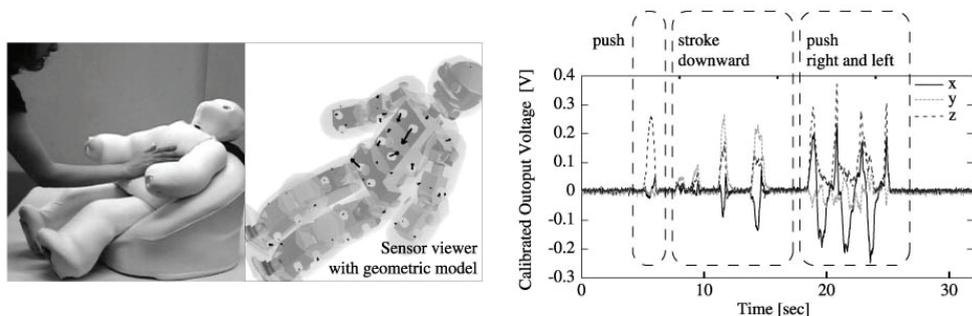 Sensor viewer
with geometric model
push
stroke
downward
push
right and left
Calibrated Outoput Voltage [V]
0.4
0.3
0.2
0.1
0
-0.1
-0.2
-0.3
x
y
z
0
10
20
30
Time [sec]